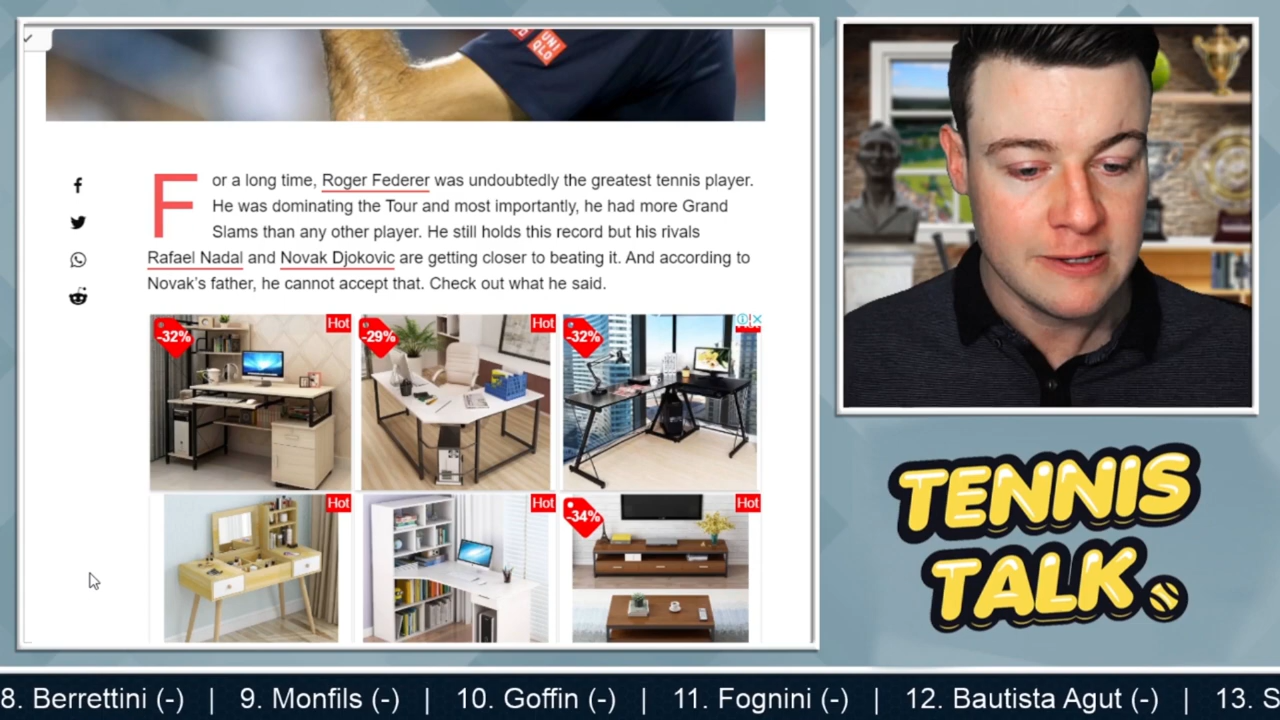 UNI
QLO
For a long time, Roger Federer was undoubtedly the greatest tennis player.
He was dominating the Tour and most importantly, he had more Grand
Slams than any other player. He still holds this record but his rivals
Rafael Nadal and Novak Djokovic are getting closer to beating it. And according to
Novak's father, he cannot accept that. Check out what he said.
-32% Hot
-29% Hot
-32%
Hot
Hot
-34% Hot
TENNIS
TALK
8. Berrettini (-) | 9. Monfils (-) | 10. Goffin (-) | 11. Fognini (-) | 12. Bautista Agut (-) | 13. S